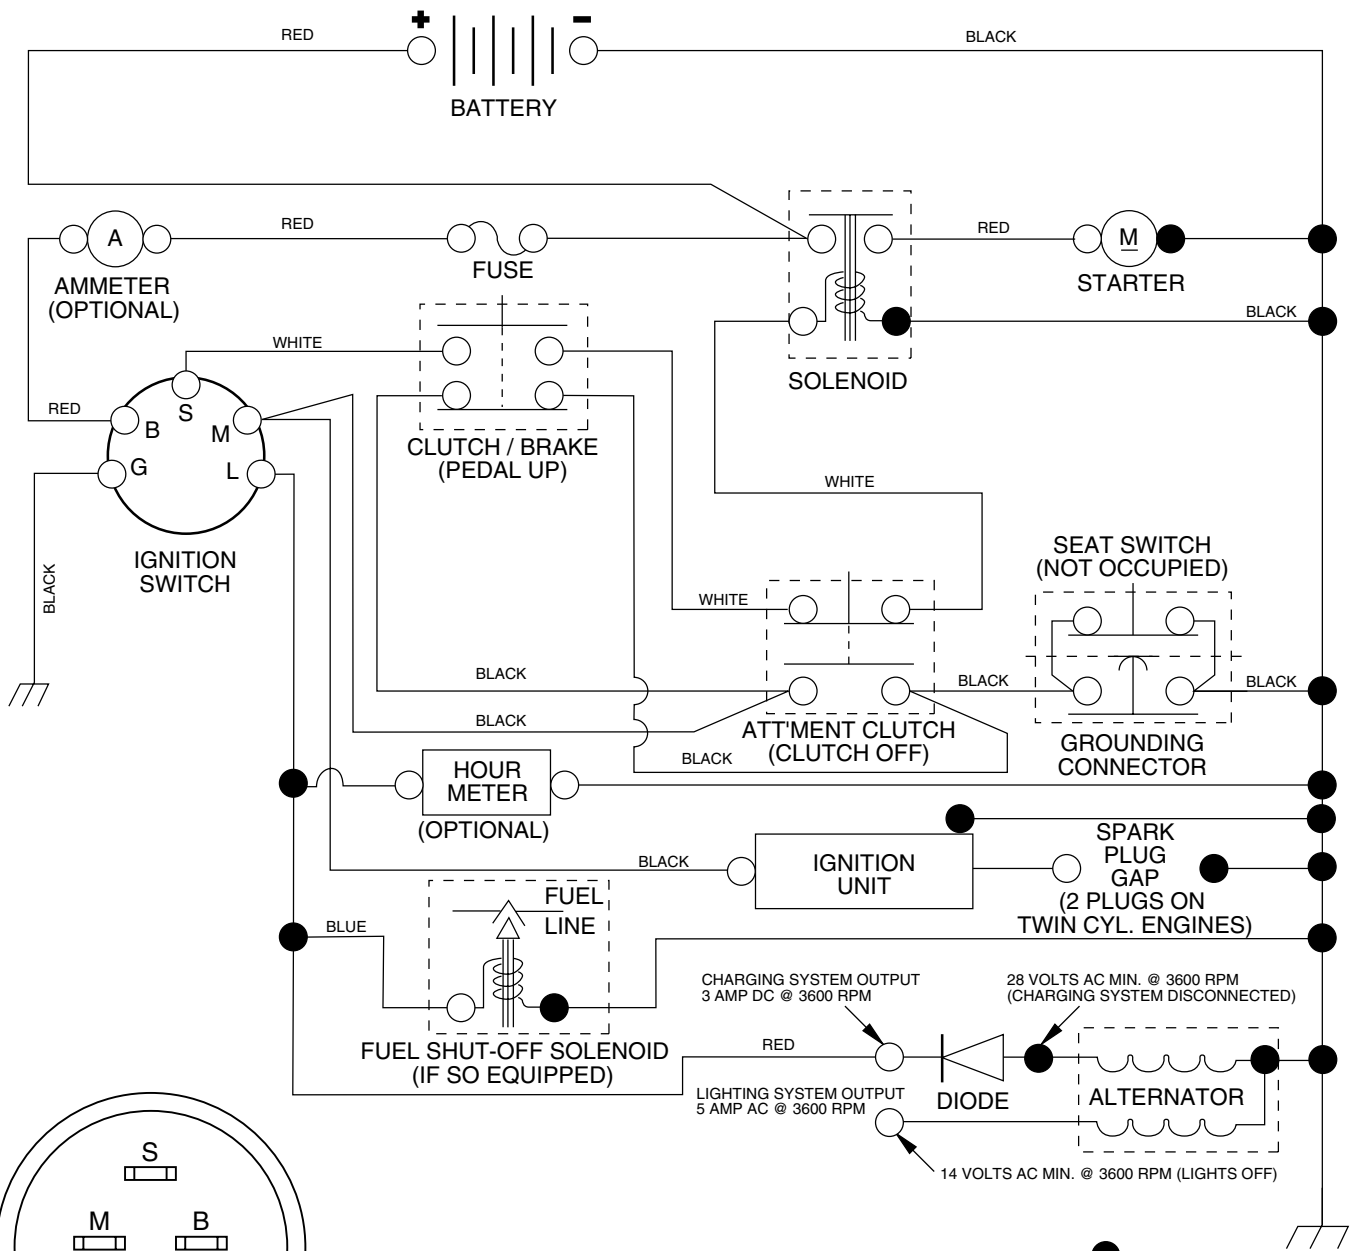 + −
RED
BLACK
BATTERY
A
RED
FUSE
RED
M
STARTER
AMMETER
(OPTIONAL)
BLACK
SOLENOID
WHITE
S
RED
B
M
G
L
CLUTCH / BRAKE
(PEDAL UP)
WHITE
IGNITION
SWITCH
BLACK
SEAT SWITCH
(NOT OCCUPIED)
WHITE
BLACK
BLACK
BLACK
BLACK
ATT'MENT CLUTCH
(CLUTCH OFF)
BLACK
GROUNDING
CONNECTOR
HOUR
METER
(OPTIONAL)
BLACK
IGNITION
UNIT
SPARK
PLUG
GAP
(2 PLUGS ON
TWIN CYL. ENGINES)
FUEL
LINE
BLUE
FUEL SHUT-OFF SOLENOID
(IF SO EQUIPPED)
CHARGING SYSTEM OUTPUT
3 AMP DC @ 3600 RPM
28 VOLTS AC MIN. @ 3600 RPM
(CHARGING SYSTEM DISCONNECTED)
RED
LIGHTING SYSTEM OUTPUT
5 AMP AC @ 3600 RPM
DIODE
ALTERNATOR
14 VOLTS AC MIN. @ 3600 RPM (LIGHTS OFF)
S
M
B